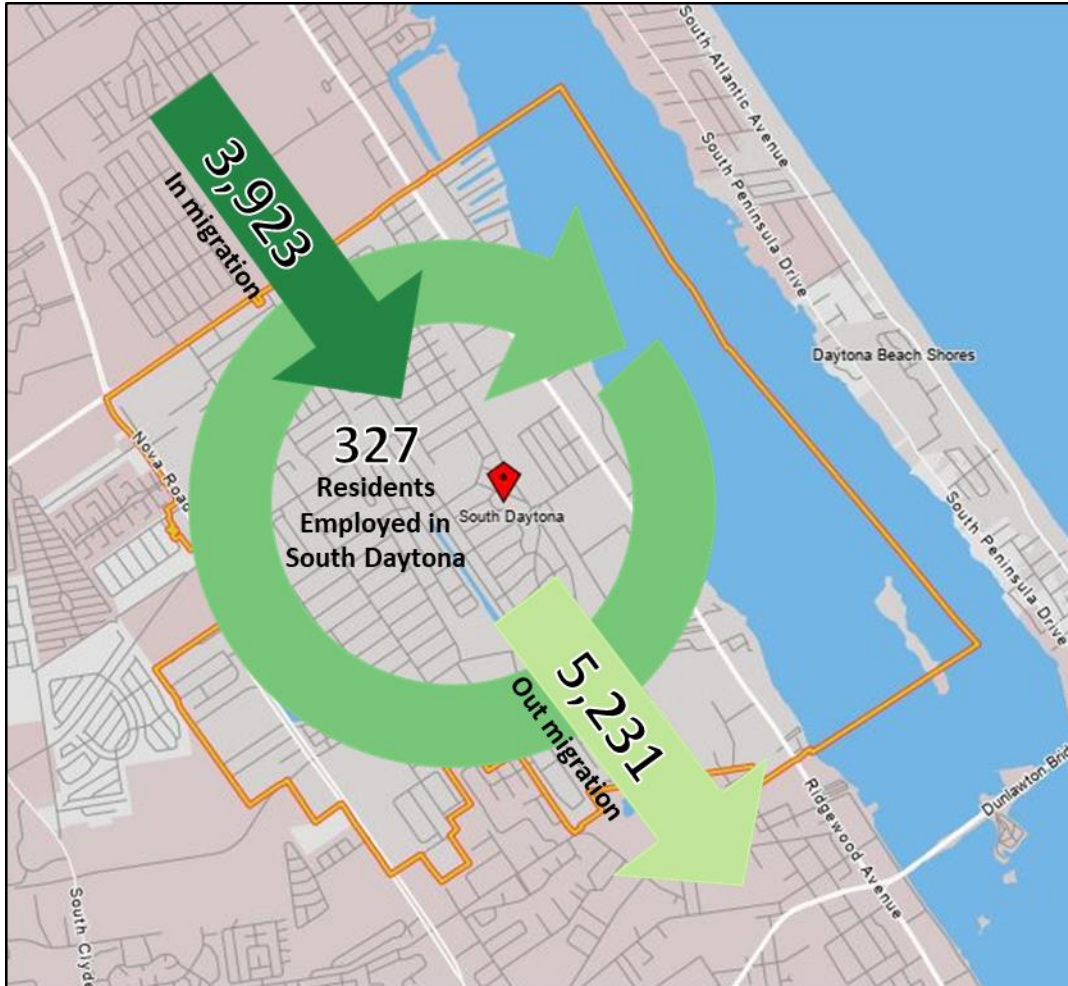 South Atlantic Avenue
South Peninsula Drive
3,923
In migration
Daytona Beach Shores
327
Residents
Employed in
South Daytona
South Daytona
Nova Road
South Peninsula Drive
5,231
Out migration
Dunlawton Brid
Ridgewood Avenue
South Clyde